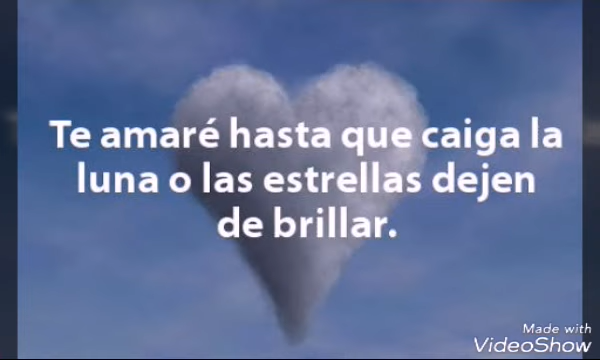 Te amaré hasta que caiga la
luna o las estrellas dejen
de brillar.
Made with
VideoShow